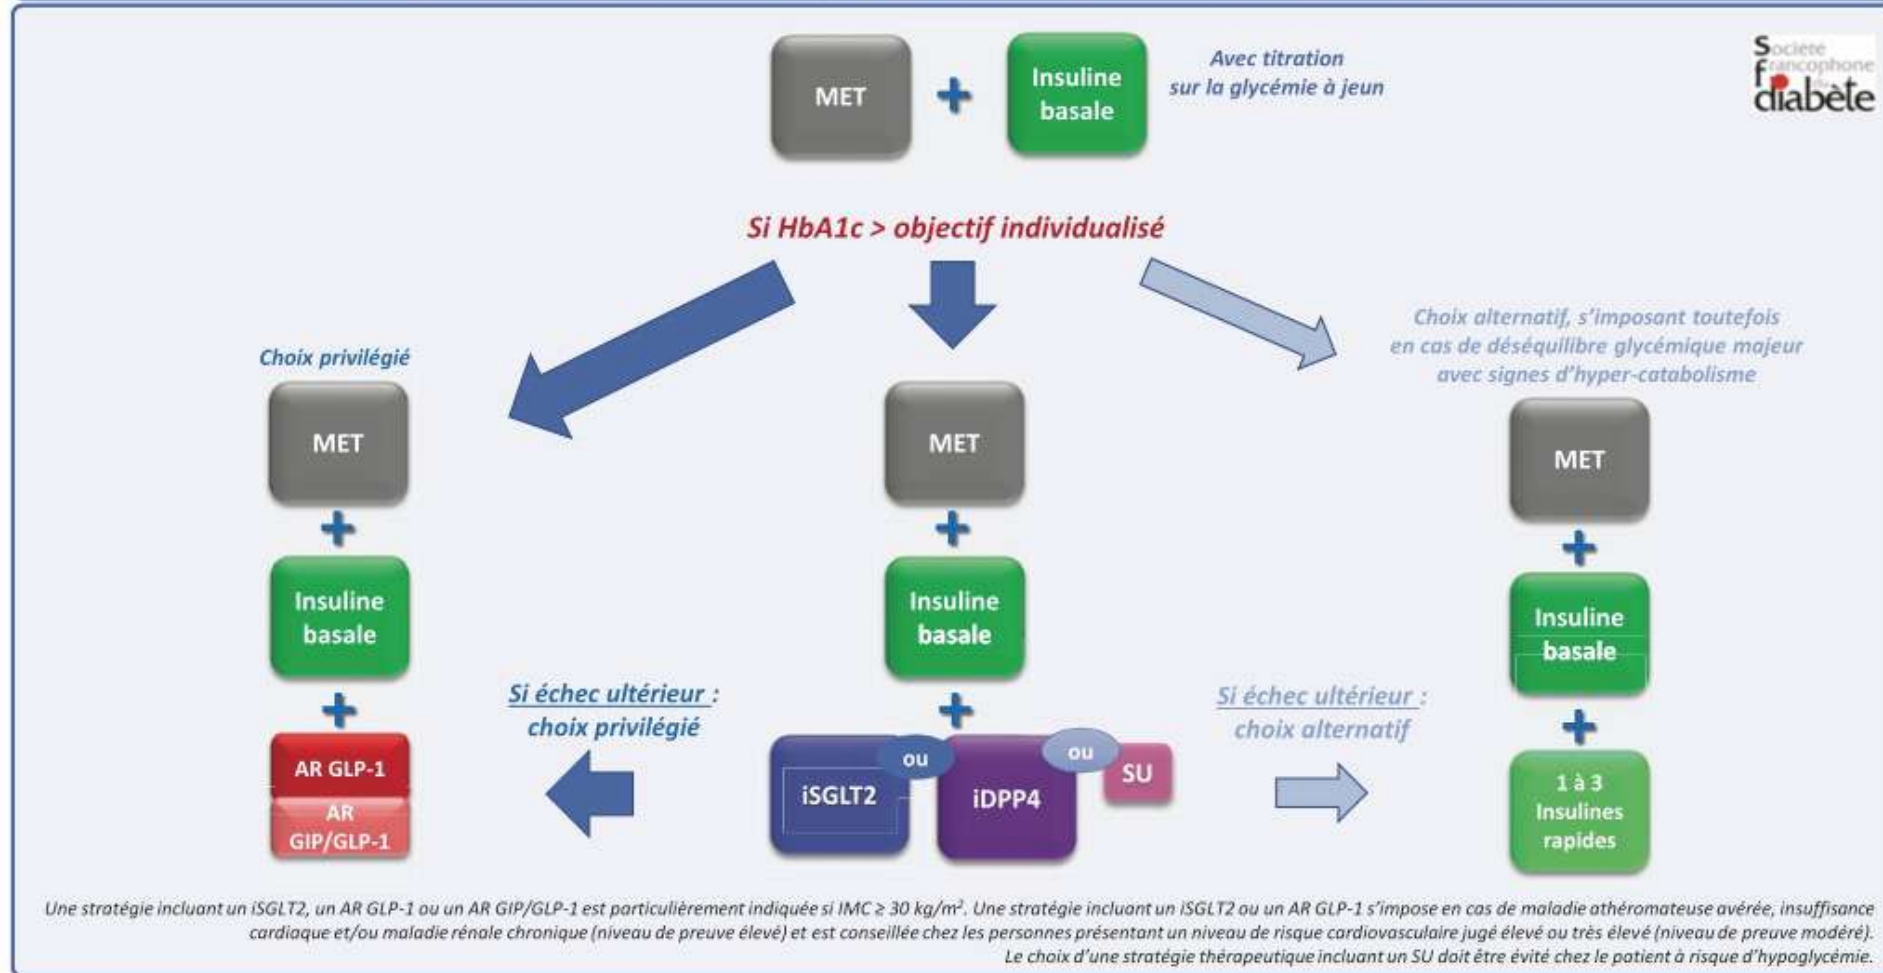 MET
+
Insuline
basale
Avec titration
sur la glycémie à jeun
Société
francophone
du
diabète
Si HbA1c > objectif individualisé
Choix privilégié
MET
+
Insuline
basale
+
AR GLP-1
AR
GIP/GLP-1
Si échec ultérieur :
choix privilégié
MET
+
Insuline
basale
+
iSGLT2
ou
iDPP4
ou
SU
Si échec ultérieur :
choix alternatif
Choix alternatif, s’imposant toutefois
en cas de déséquilibre glycémique majeur
avec signes d’hyper-catabolisme
MET
+
Insuline
basale
+
1 à 3
Insulines
rapides
Une stratégie incluant un iSGLT2, un AR GLP-1 ou un AR GIP/GLP-1 est particulièrement indiquée si IMC ≥ 30 kg/m². Une stratégie incluant un iSGLT2 ou un AR GLP-1 s’impose en cas de maladie athéromateuse avérée, insuffisance
cardiaque et/ou maladie rénale chronique (niveau de preuve élevé) et est conseillée chez les personnes présentant un niveau de risque cardiovasculaire jugé élevé ou très élevé (niveau de preuve modéré).
Le choix d’une stratégie thérapeutique incluant un SU doit être évité chez le patient à risque d’hypoglycémie.